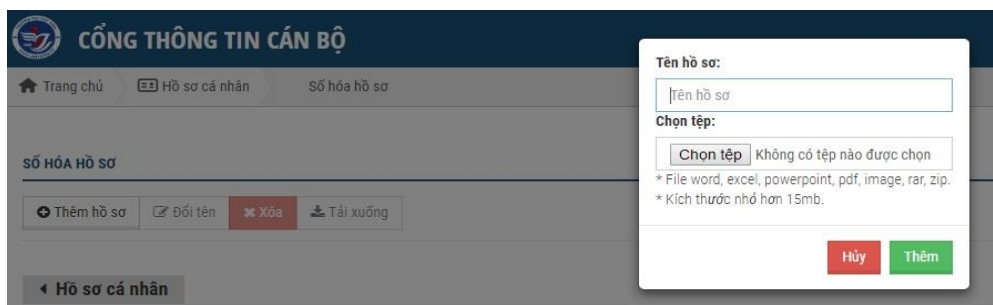 CỔNG THÔNG TIN CÁN BỘ
Trang chủ
Hồ sơ cá nhân
Số hóa hồ sơ
SỐ HÓA HỒ SƠ
Thêm hồ sơ
Đổi tên
Xóa
Tải xuống
Hồ sơ cá nhân
Tên hồ sơ:
Tên hồ sơ
Chọn tệp:
Chọn tệp Không có tệp nào được chọn
* File word, excel, powerpoint, pdf, image, rar, zip.
* Kích thước nhỏ hơn 15mb.
Hủy
Thêm